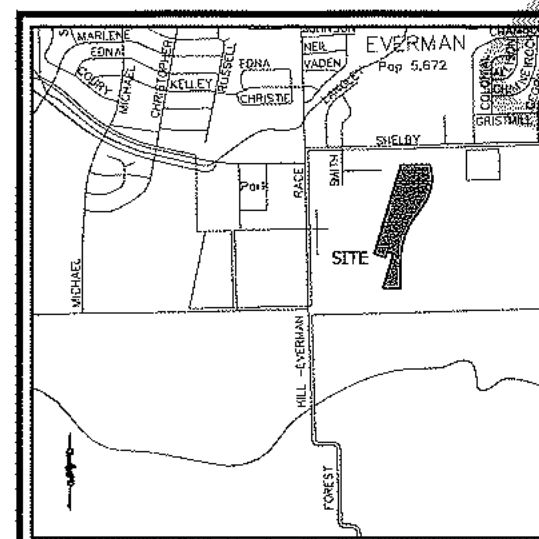 MARLENE
EDNA
COURY
MICHAEL
CHRISTOPHER
RUSSELL
KELLEY
EDNA
CHRISTIE
JOHNSON
NEIL
VADEN
EVERMAN
Pop 5,672
COLONIAL
GRISTMILL
SHELBY
SMITH
RACE
Park
SITE
MICHAEL
HILL -EVERMAN
FOREST